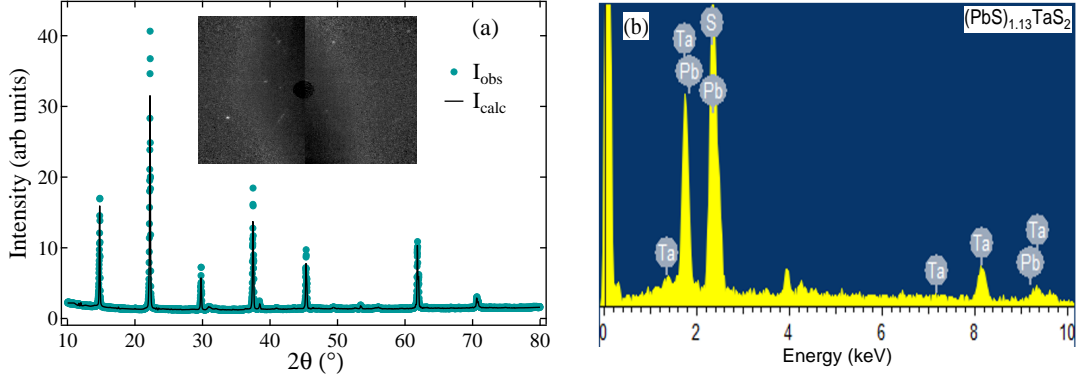 (a)
I_obs
I_calc
Intensity (arb units)
40
30
20
10
0
10 20 30 40 50 60 70 80
2θ (°)
(b)
(PbS)1.13TaS2
S
Ta
Pb
Pb
Ta
Ta
Ta
Ta
Pb
0 2 4 6 8 10
Energy (keV)